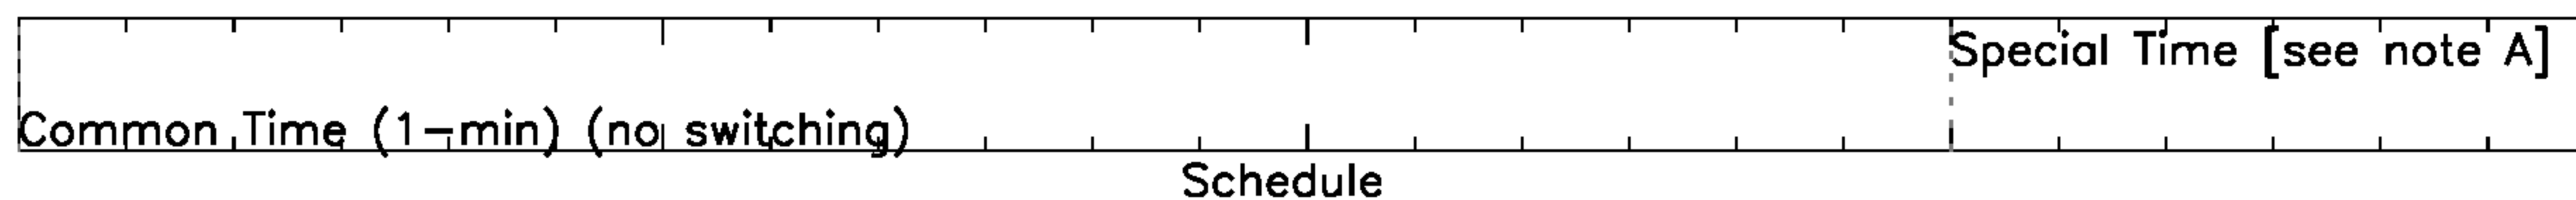 Special Time [see note A]
Common Time (1-min) (no switching)
Schedule